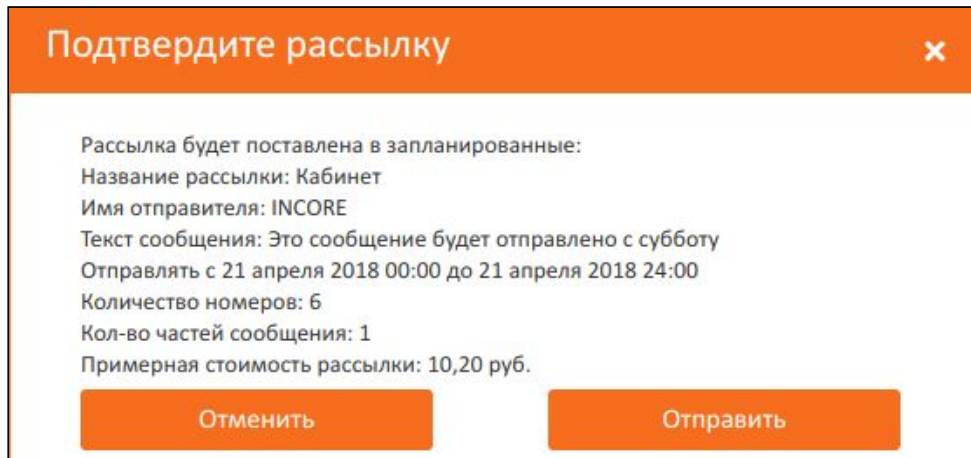 Подтвердите рассылку
Рассылка будет поставлена в запланированные:
Название рассылки: Кабинет
Имя отправителя: INCORE
Текст сообщения: Это сообщение будет отправлено с субботу
Отправлять с 21 апреля 2018 00:00 до 21 апреля 2018 24:00
Количество номеров: 6
Кол-во частей сообщения: 1
Примерная стоимость рассылки: 10,20 руб.
Отменить
Отправить